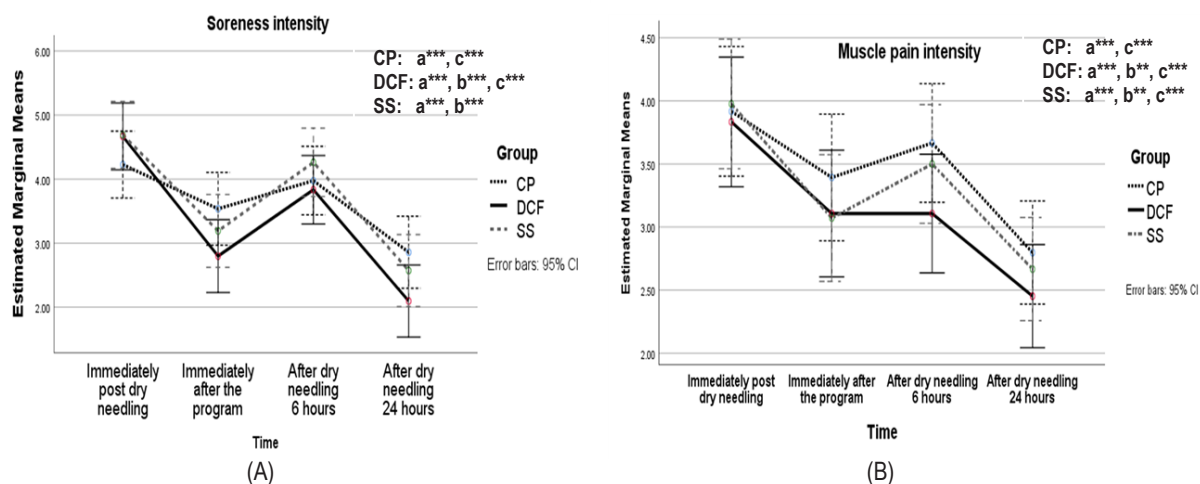 Soreness intensity
6.00
5.00
4.00
3.00
2.00
Estimated Marginal Means
CP: a***, c***
DCF: a***, b***, c***
SS: a***, b***
Group
CP
DCF
SS
Error bars: 95% CI
Immediately post dry needling
Immediately after the program
After dry needling 6 hours
After dry needling 24 hours
Time
(A)
Muscle pain intensity
4.50
4.00
3.50
3.00
2.50
2.00
Estimated Marginal Means
CP: a***, c***
DCF: a***, b**, c***
SS: a***, b**, c***
Group
CP
DCF
SS
Error bars: 95% CI
Immediately post dry needling
Immediately after the program
After dry needling 6 hours
After dry needling 24 hours
Time
(B)